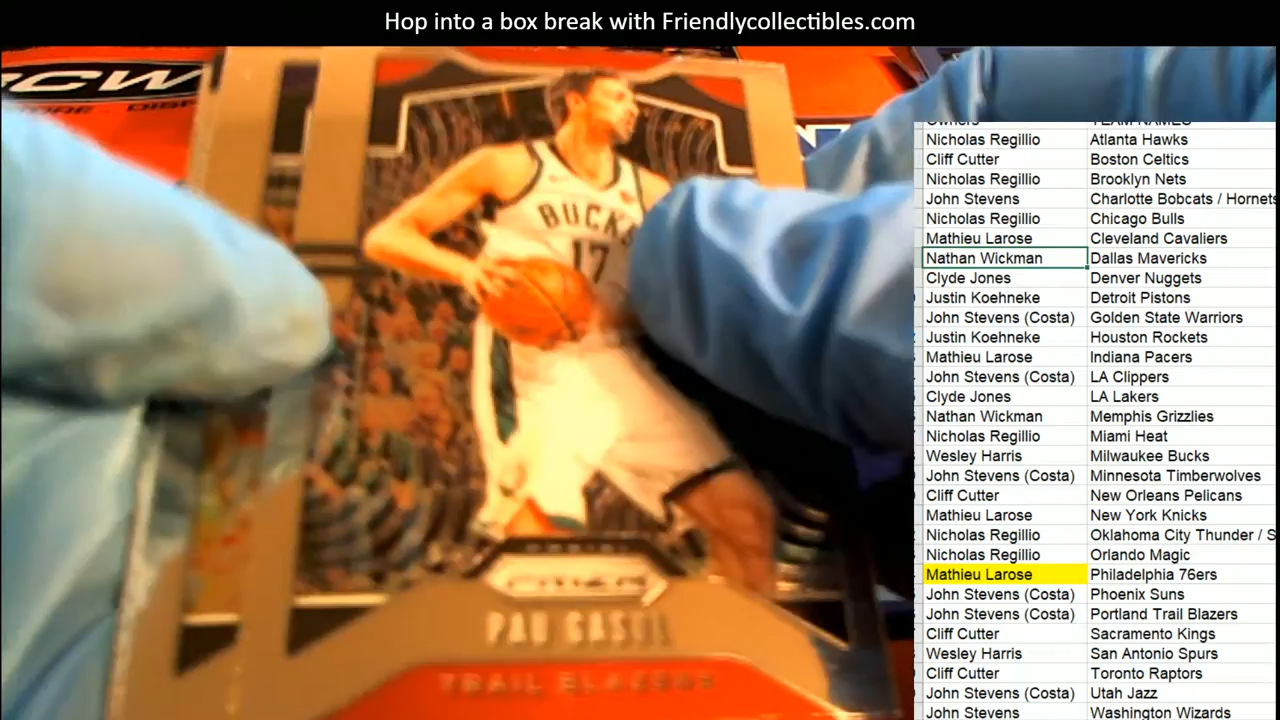 Hop into a box break with Friendlycollectibles.com
BUCKS
17
PRIZM
PAU GASOL
TRAIL BLAZERS
Owners TEAM NAMES
Nicholas Regillio Atlanta Hawks
Cliff Cutter Boston Celtics
Nicholas Regillio Brooklyn Nets
John Stevens Charlotte Bobcats / Hornets
Nicholas Regillio Chicago Bulls
Mathieu Larose Cleveland Cavaliers
Nathan Wickman Dallas Mavericks
Clyde Jones Denver Nuggets
Justin Koehneke Detroit Pistons
John Stevens (Costa) Golden State Warriors
Justin Koehneke Houston Rockets
Mathieu Larose Indiana Pacers
John Stevens (Costa) LA Clippers
Clyde Jones LA Lakers
Nathan Wickman Memphis Grizzlies
Nicholas Regillio Miami Heat
Wesley Harris Milwaukee Bucks
John Stevens (Costa) Minnesota Timberwolves
Cliff Cutter New Orleans Pelicans
Mathieu Larose New York Knicks
Nicholas Regillio Oklahoma City Thunder / S
Nicholas Regillio Orlando Magic
Mathieu Larose Philadelphia 76ers
John Stevens (Costa) Phoenix Suns
John Stevens (Costa) Portland Trail Blazers
Cliff Cutter Sacramento Kings
Wesley Harris San Antonio Spurs
Cliff Cutter Toronto Raptors
John Stevens (Costa) Utah Jazz
John Stevens Washington Wizards